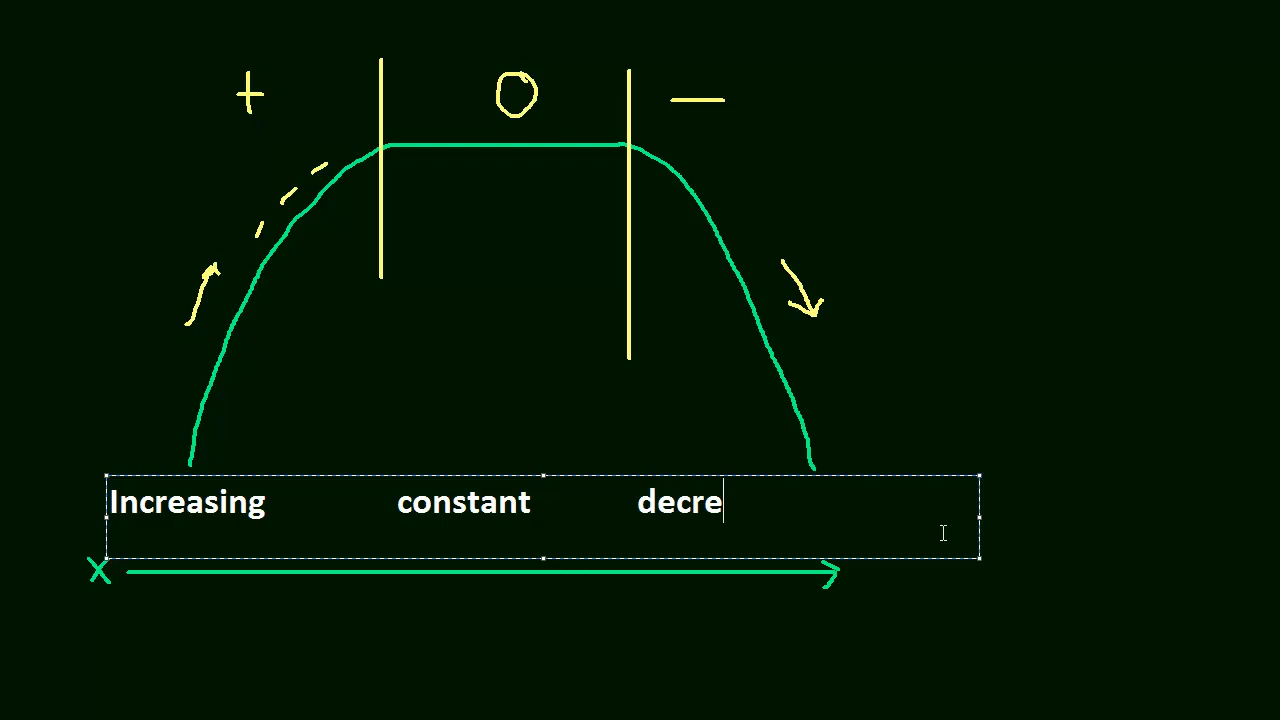 + 0 —
Increasing constant decre
x